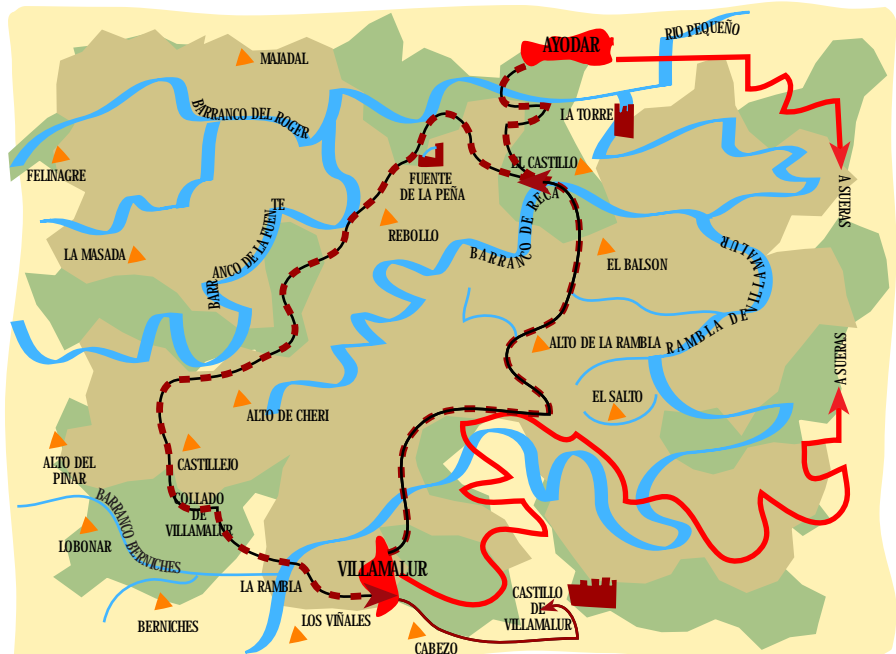 AYODAR
RIO PEQUEÑO
MAJADAL
BARRANCO DEL ROGER
LA TORRE
EL CASTILLO
FELINAGRE
FUENTE
DE LA PEÑA
A SUERAS
BARRANCO DE LA FUENTE
REBOLLO
BARRANCO DE RECA
LA MASADA
EL BALSON
RAMBLA DE VILLAMALUR
ALTO DE LA RAMBLA
A SUERAS
EL SALTO
ALTO DE CHERI
ALTO DEL
PINAR
CASTILLEJO
COLLADO
DE
VILLAMALUR
BARRANCO BERNICHES
LOBONAR
VILLAMALUR
LA RAMBLA
CASTILLO
DE
VILLAMALUR
BERNICHES
LOS VIÑALES
CABEZO